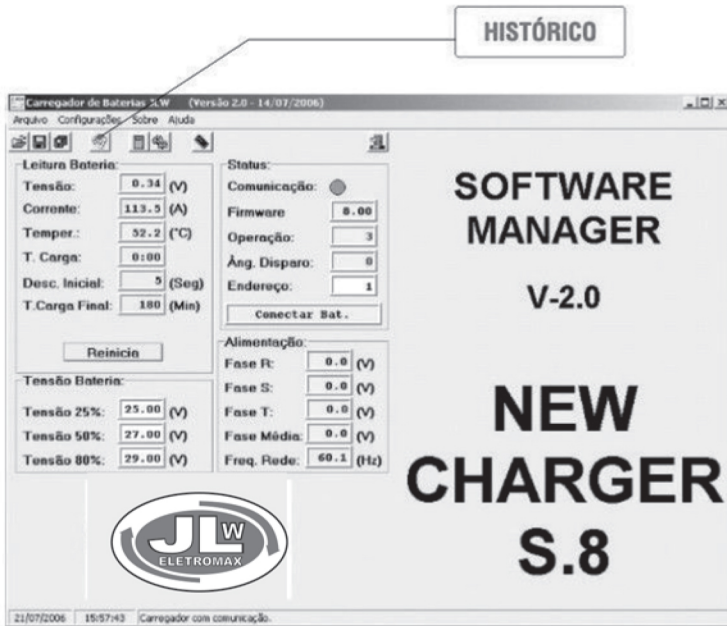 HISTÓRICO
Carregador de Baterias JLW (Versão 2.0 - 14/07/2006)
Arquivo Configurações Sobre Ajuda
Leitura Bateria:
Tensão: 0.34 (V)
Corrente: 113.5 (A)
Temper.: 52.2 (°C)
T. Carga: 0:00
Desc. Inicial: 5 (Seg)
T.Carga Final: 180 (Min)
Reinicia
Tensão Bateria:
Tensão 25%: 25.00 (V)
Tensão 50%: 27.00 (V)
Tensão 80%: 29.00 (V)
Status:
Comunicação:
Firmware 8.00
Operação: 3
Âng. Disparo: 0
Endereço: 1
Conectar Bat.
Alimentação:
Fase R: 0.0 (V)
Fase S: 0.0 (V)
Fase T: 0.0 (V)
Fase Média: 0.0 (V)
Freq. Rede: 60.1 (Hz)
SOFTWARE
MANAGER
V-2.0
NEW
CHARGER
S.8
JLW
ELETROMAX
21/07/2006 15:57:43 Carregador com comunicação.